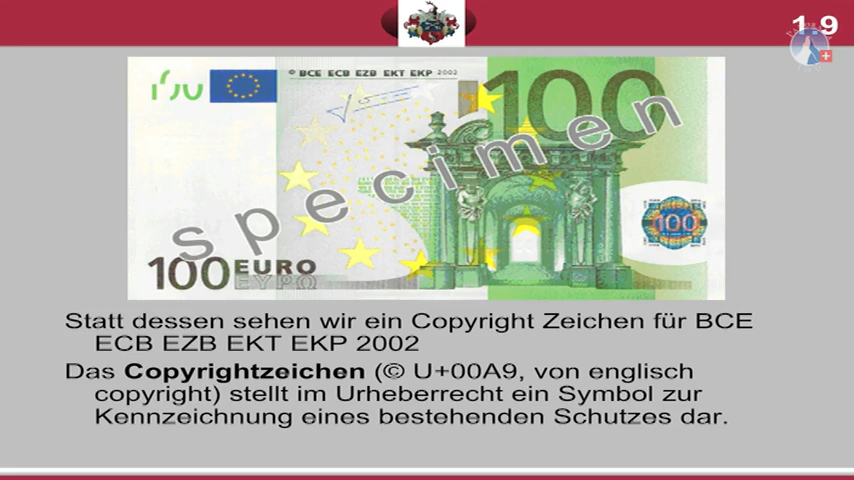 1.9
© BCE ECB EZB EKT EKP 2002
100
specimen
100
100 EURO
ΕΥΡΩ
Statt dessen sehen wir ein Copyright Zeichen für BCE
ECB EZB EKT EKP 2002
Das Copyrightzeichen (© U+00A9, von englisch
copyright) stellt im Urheberrecht ein Symbol zur
Kennzeichnung eines bestehenden Schutzes dar.